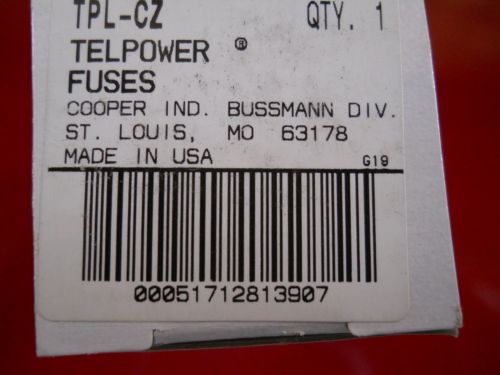 TPL-CZ QTY. 1
TELPOWER ®
FUSES
COOPER IND. BUSSMANN DIV.
ST. LOUIS, MO 63178
MADE IN USA G19
00051712813907